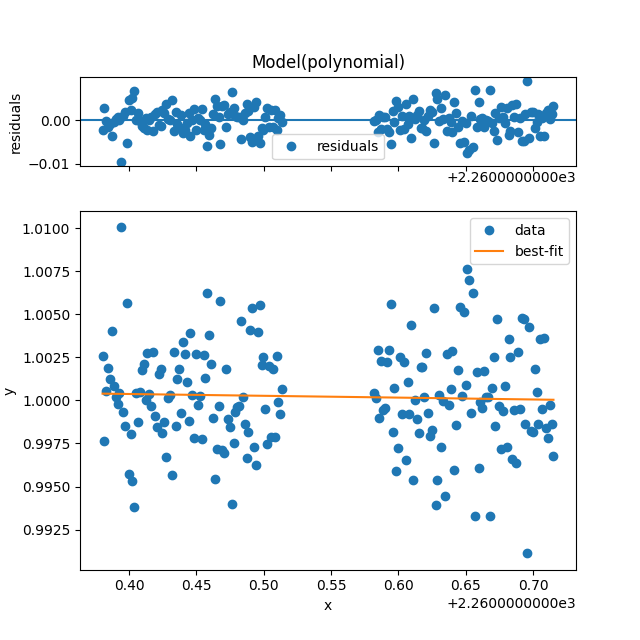 Model(polynomial)
0.00
−0.01
residuals
residuals
+2.2600000000e3
1.0100
1.0075
1.0050
1.0025
1.0000
0.9975
0.9950
0.9925
y
data
best-fit
0.40 0.45 0.50 0.55 0.60 0.65 0.70
x
+2.2600000000e3